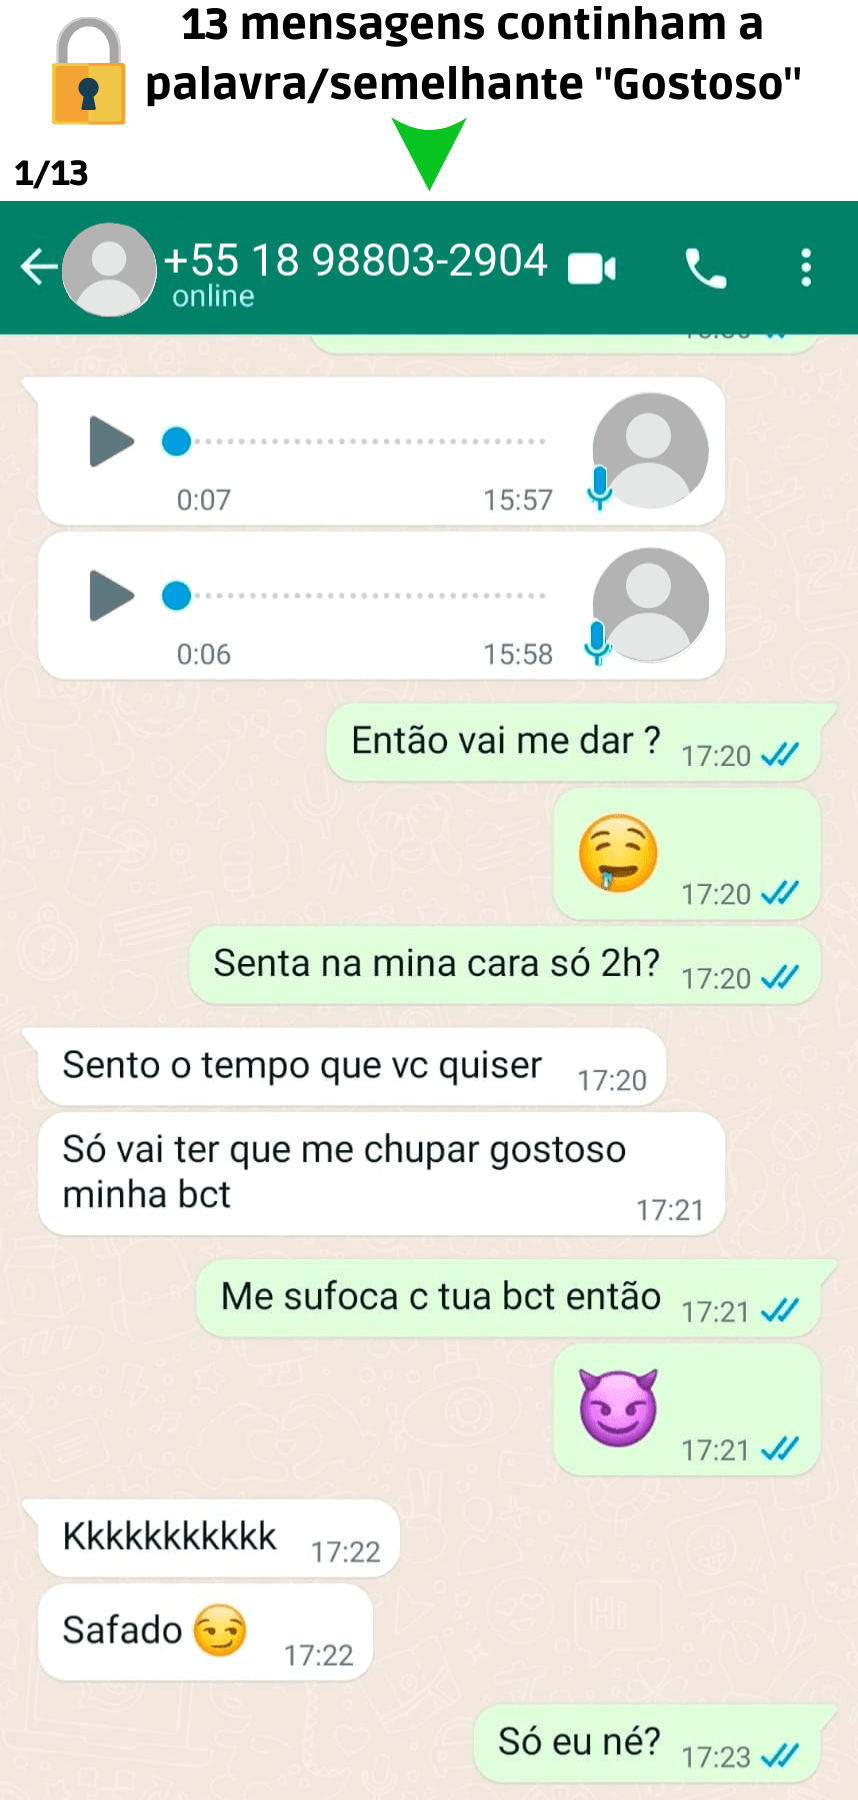 13 mensagens continham a
palavra/semelhante "Gostoso"
1/13
+55 18 98803-2904
online
0:07 15:57
0:06 15:58
Então vai me dar ? 17:20
17:20
Senta na mina cara só 2h? 17:20
Sento o tempo que vc quiser 17:20
Só vai ter que me chupar gostoso
minha bct 17:21
Me sufoca c tua bct então 17:21
17:21
Kkkkkkkkkkk 17:22
Safado 17:22
Só eu né? 17:23